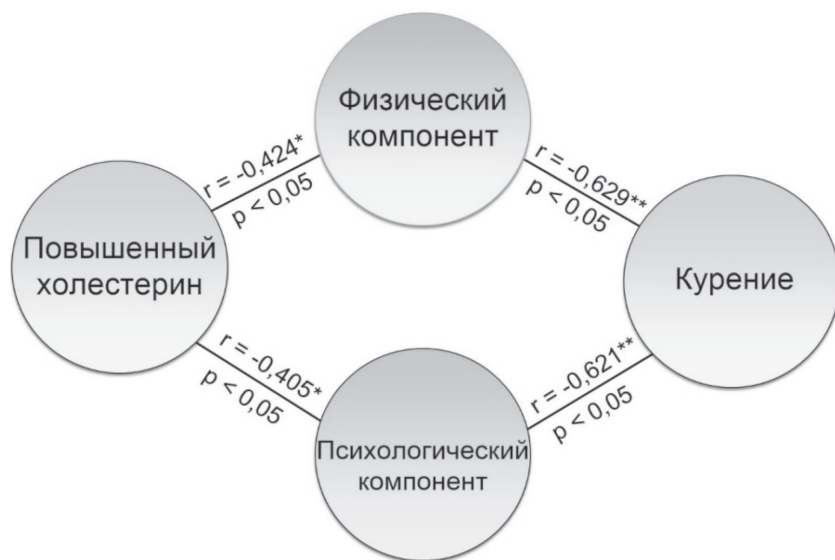 Физический
компонент
r = -0,424*
p < 0,05
r = -0,629**
p < 0,05
Повышенный
холестерин
Курение
r = -0,405*
p < 0,05
r = -0,621**
p < 0,05
Психологический
компонент